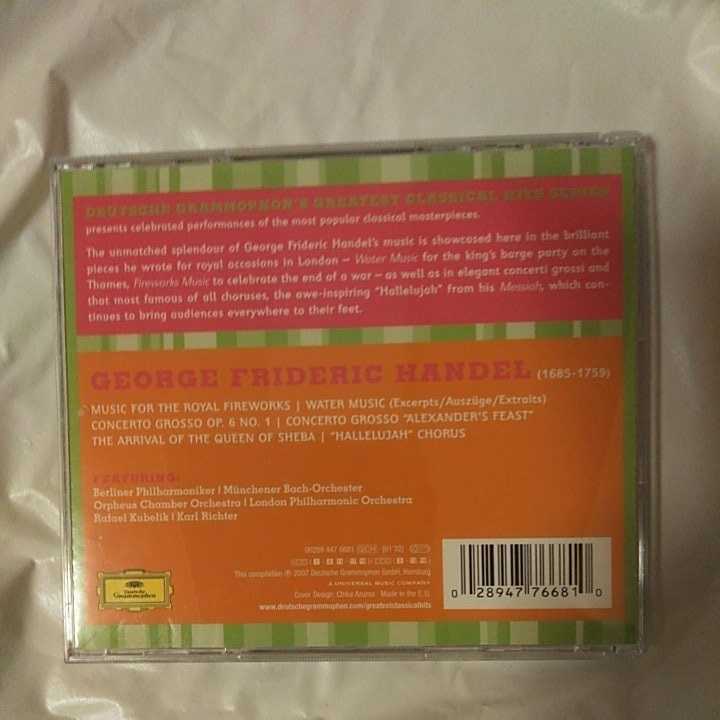 DEUTSCHE GRAMMOPHON'S GREATEST CLASSICAL HITS SERIES
presents celebrated performances of the most popular classical masterpieces.
The unmatched splendour of George Frideric Handel's music is showcased here in the brilliant
pieces he wrote for royal occasions in London – Water Music for the king's barge party on the
Thames, Fireworks Music to celebrate the end of a war – as well as in elegant concerti grossi and
that most famous of all choruses, the awe-inspiring "Hallelujah" from his Messiah, which con-
tinues to bring audiences everywhere to their feet.
GEORGE FRIDERIC HANDEL (1685-1759)
MUSIC FOR THE ROYAL FIREWORKS | WATER MUSIC (Excerpts/Auszüge/Extraits)
CONCERTO GROSSO OP. 6 NO. 1 | CONCERTO GROSSO "ALEXANDER'S FEAST"
THE ARRIVAL OF THE QUEEN OF SHEBA | "HALLELUJAH" CHORUS
FEATURING:
Berliner Philharmoniker | Münchener Bach-Orchester
Orpheus Chamber Orchestra | London Philharmonic Orchestra
Rafael Kubelik | Karl Richter
This compilation ℗ 2007 Deutsche Grammophon GmbH, Hamburg
A UNIVERSAL MUSIC COMPANY
Cover Design: Made in the E.U.
www.deutschegrammophon.com/greatestclassicalhits
Deutsche
Grammophon
0 28947 76681 0